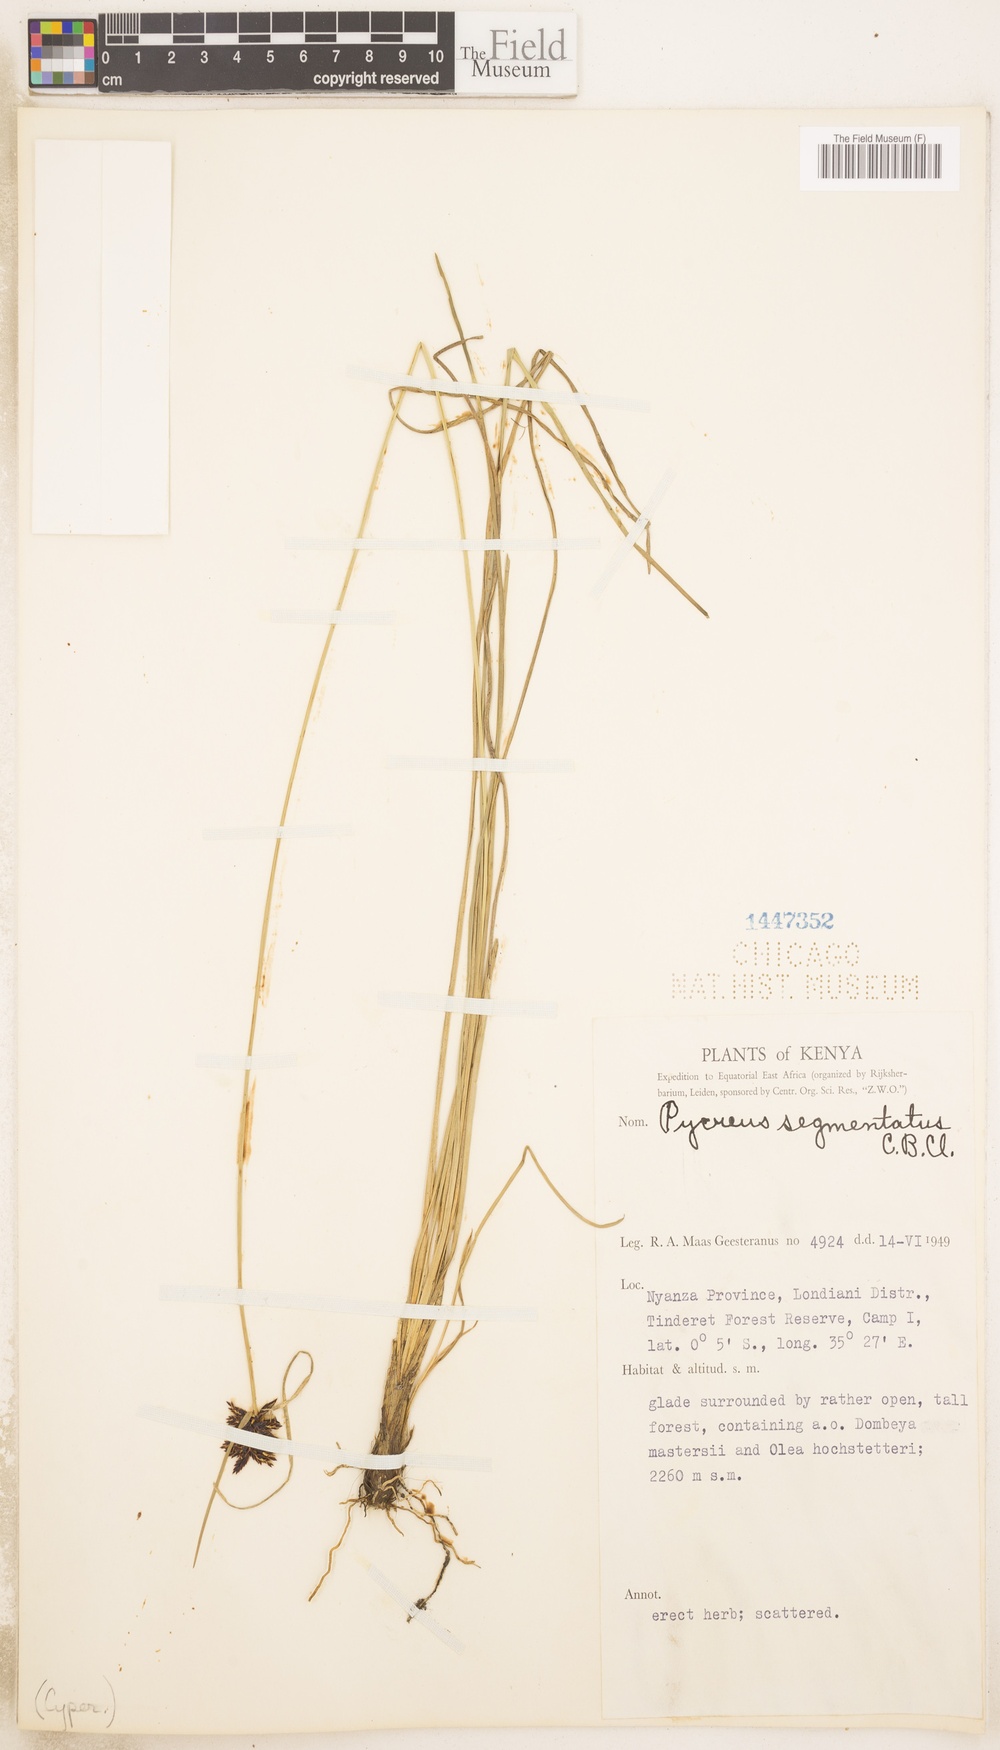 0 1 2 3 4 5 6 7 8 9 10
cm
copyright reserved
The Field
Museum
The Field Museum (F)
1447352
CHICAGO
NAT. HIST. MUSEUM
PLANTS of KENYA
Expedition to Equatorial East Africa (organized by Rijksher-
barium, Leiden, sponsored by Centr. Org. Sci. Res., "Z.W.O.")
Nom. Pycreus segmentatus
C.B.Cl.
Leg. R. A. Maas Geesteranus no 4924 d.d. 14-VI 1949
Loc. Nyanza Province, Londiani Distr.,
Tinderet Forest Reserve, Camp I,
lat. 0° 5' S., long. 35° 27' E.
Habitat & altitud. s. m.
glade surrounded by rather open, tall
forest, containing a.o. Dombeya
mastersii and Olea hochstetteri;
2260 m s.m.
Annot.
erect herb; scattered.
(Cyper.)